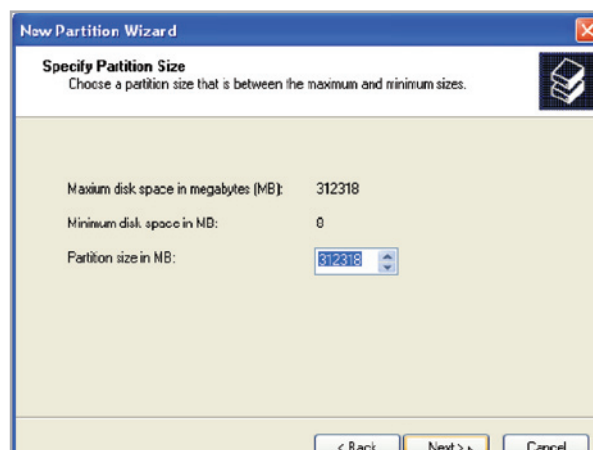 New Partition Wizard
Specify Partition Size
Choose a partition size that is between the maximum and minimum sizes.
Maxium disk space in megabytes (MB): 312318
Minimum disk space in MB: 8
Partition size in MB: 312318
< Back Next > Cancel